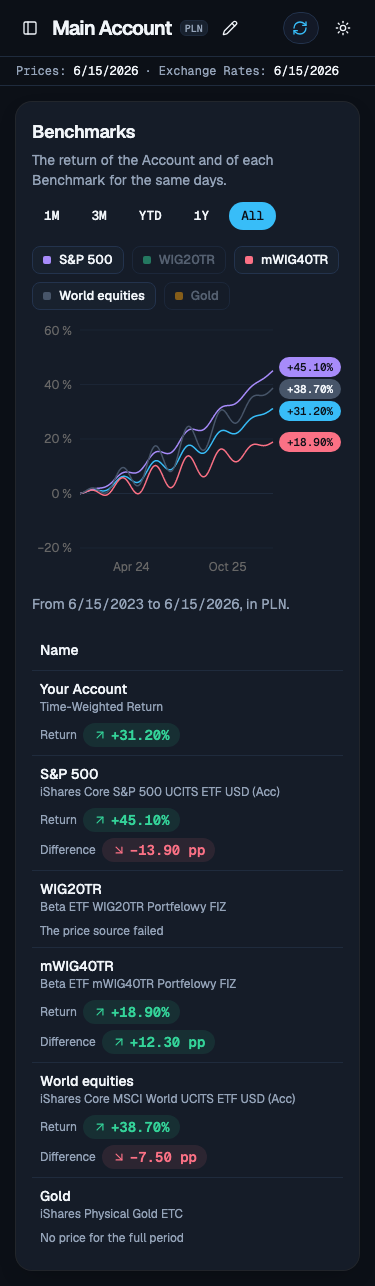 Main Account PLN
Prices: 6/15/2026 · Exchange Rates: 6/15/2026
Benchmarks
The return of the Account and of each
Benchmark for the same days.
1M 3M YTD 1Y All
S&P 500 WIG20TR mWIG40TR
World equities Gold
60 %
+45.10%
40 %
+38.70%
+31.20%
20 %
+18.90%
0 %
−20 %
Apr 24 Oct 25
From 6/15/2023 to 6/15/2026, in PLN.
Name
Your Account
Time-Weighted Return
Return +31.20%
S&P 500
iShares Core S&P 500 UCITS ETF USD (Acc)
Return +45.10%
Difference −13.90 pp
WIG20TR
Beta ETF WIG20TR Portfelowy FIZ
The price source failed
mWIG40TR
Beta ETF mWIG40TR Portfelowy FIZ
Return +18.90%
Difference +12.30 pp
World equities
iShares Core MSCI World UCITS ETF USD (Acc)
Return +38.70%
Difference −7.50 pp
Gold
iShares Physical Gold ETC
No price for the full period